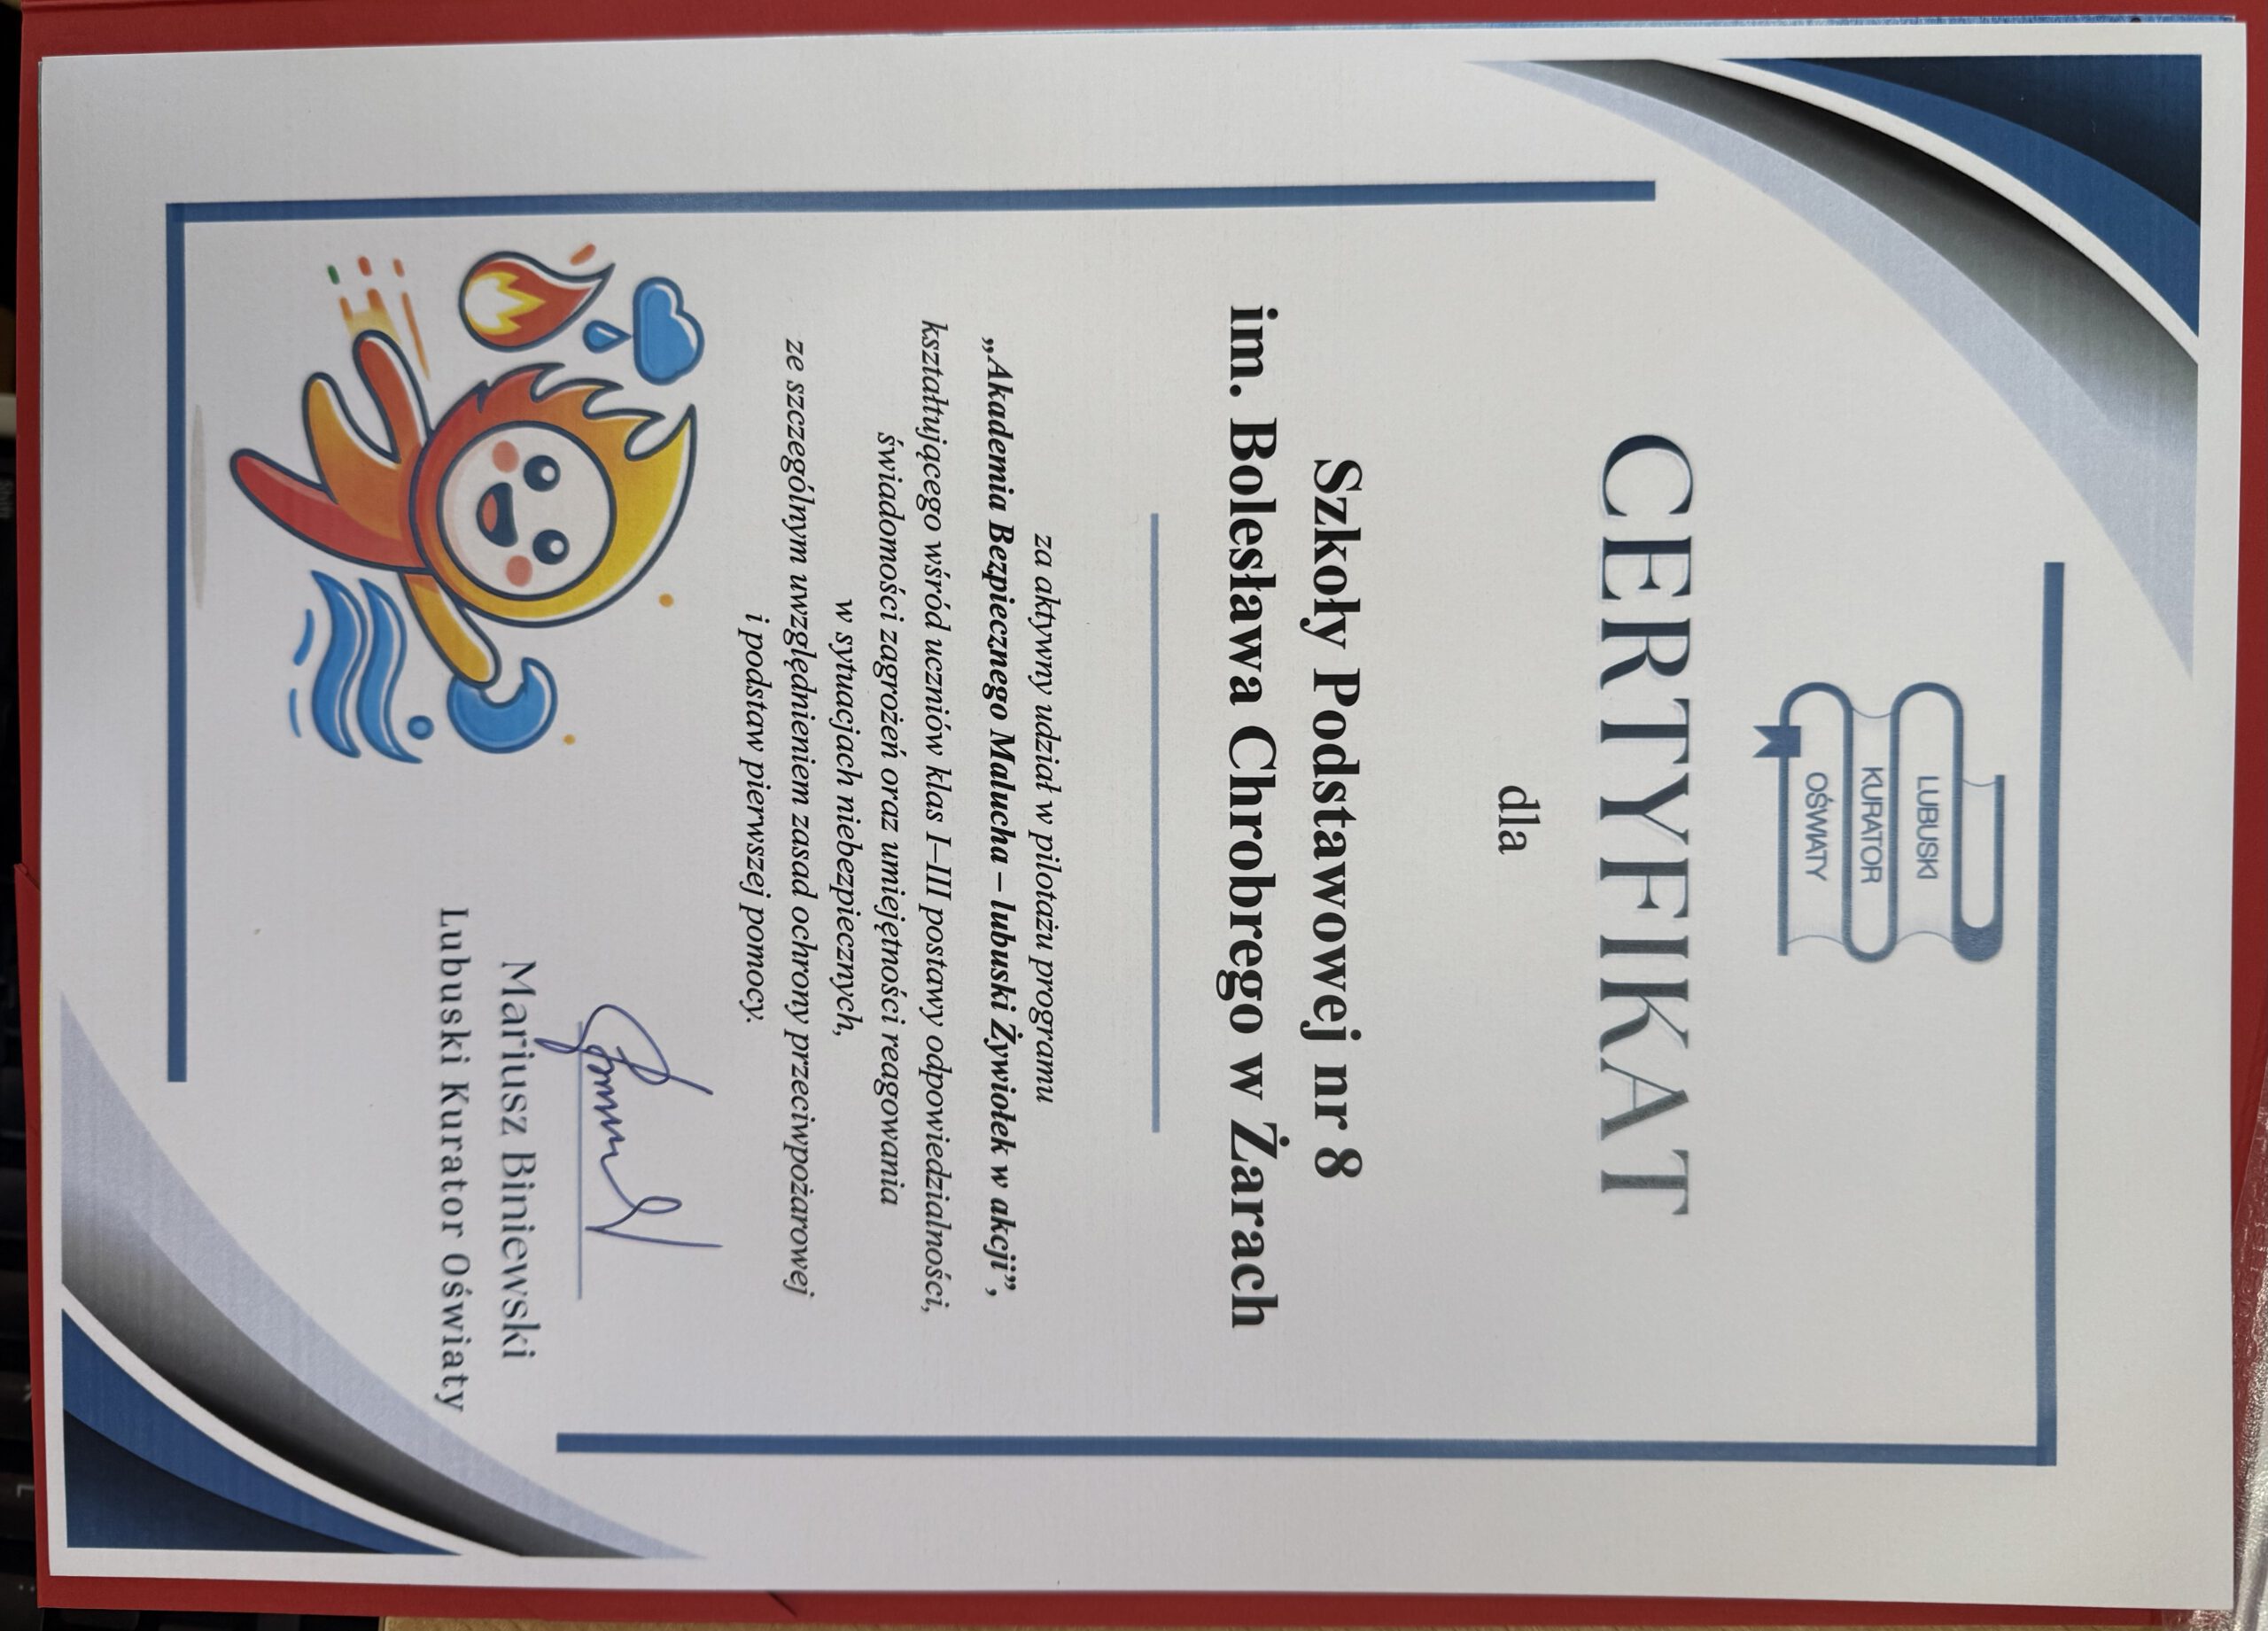 LUBUSKI
KURATOR
OŚWIATY
CERTYFIKAT
dla
Szkoły Podstawowej nr 8
im. Bolesława Chrobrego w Żarach
za aktywny udział w pilotażu programu
„Akademia Bezpiecznego Malucha – lubuski Żywiołek w akcji”,
kształtującego wśród uczniów klas I–III postawy odpowiedzialności,
świadomości zagrożeń oraz umiejętności reagowania
w sytuacjach niebezpiecznych,
ze szczególnym uwzględnieniem zasad ochrony przeciwpożarowej
i podstaw pierwszej pomocy.
Mariusz Biniewski
Lubuski Kurator Oświaty